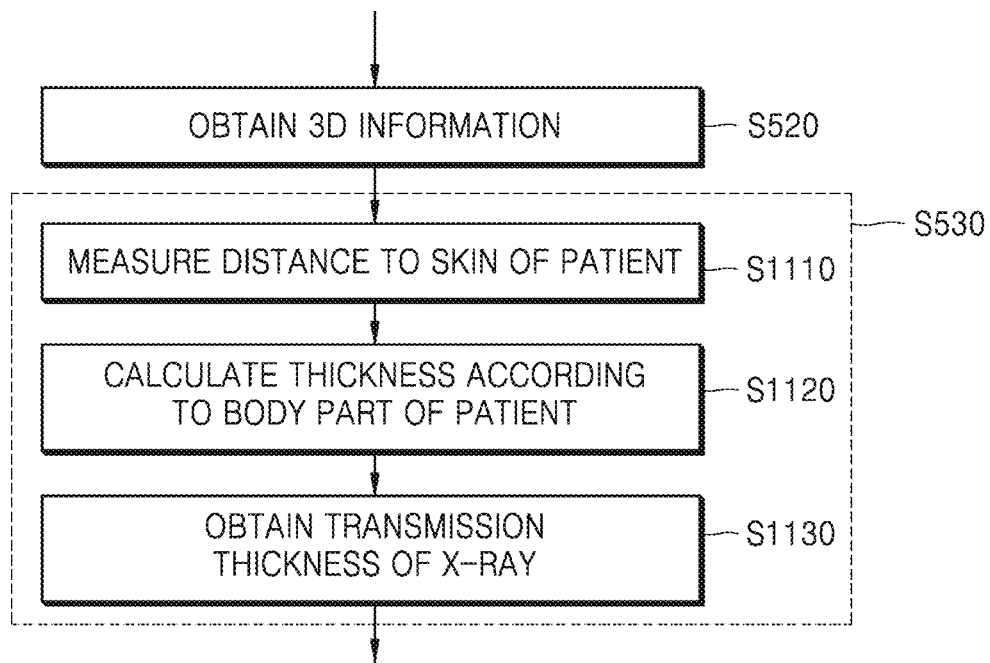 OBTAIN 3D INFORMATION
S520
S530
MEASURE DISTANCE TO SKIN OF PATIENT
S1110
CALCULATE THICKNESS ACCORDING
TO BODY PART OF PATIENT
S1120
OBTAIN TRANSMISSION
THICKNESS OF X-RAY
S1130